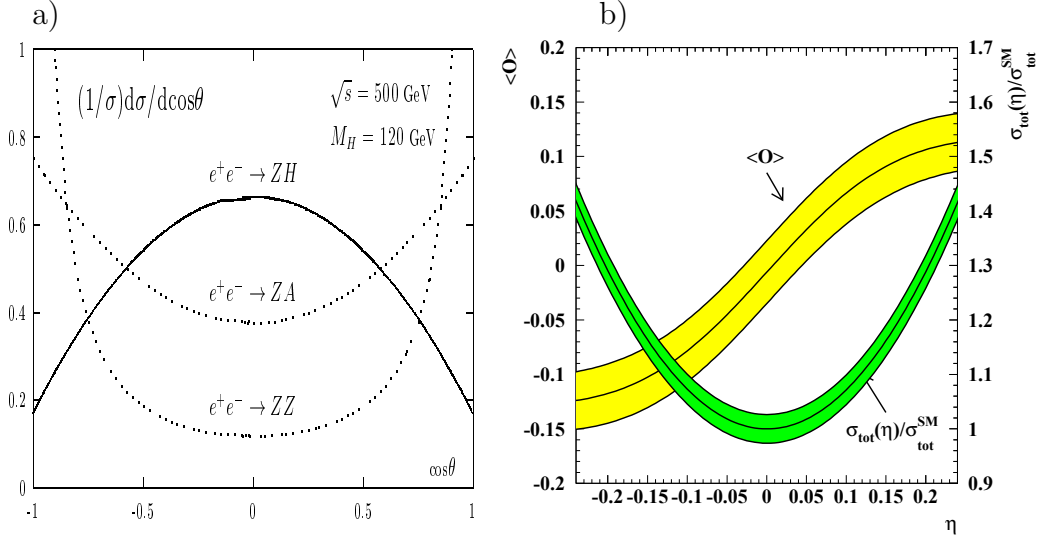 a)
1
0.8
0.6
0.4
0.2
0
-1
-0.5
0
0.5
1
(1/σ)dσ/dcosθ
√s = 500 GeV
M_H = 120 GeV
e⁺e⁻ → ZH
e⁺e⁻ → ZA
e⁺e⁻ → ZZ
cosθ
b)
<O>
0.2
0.15
0.1
0.05
0
-0.05
-0.1
-0.15
-0.2
-0.2
-0.15
-0.1
-0.05
0
0.05
0.1
0.15
0.2
η
<O>
σ_tot(η)/σ^SM_tot
1.7
1.6
1.5
1.4
1.3
1.2
1.1
1
0.9
σ_tot(η)/σ^SM_tot